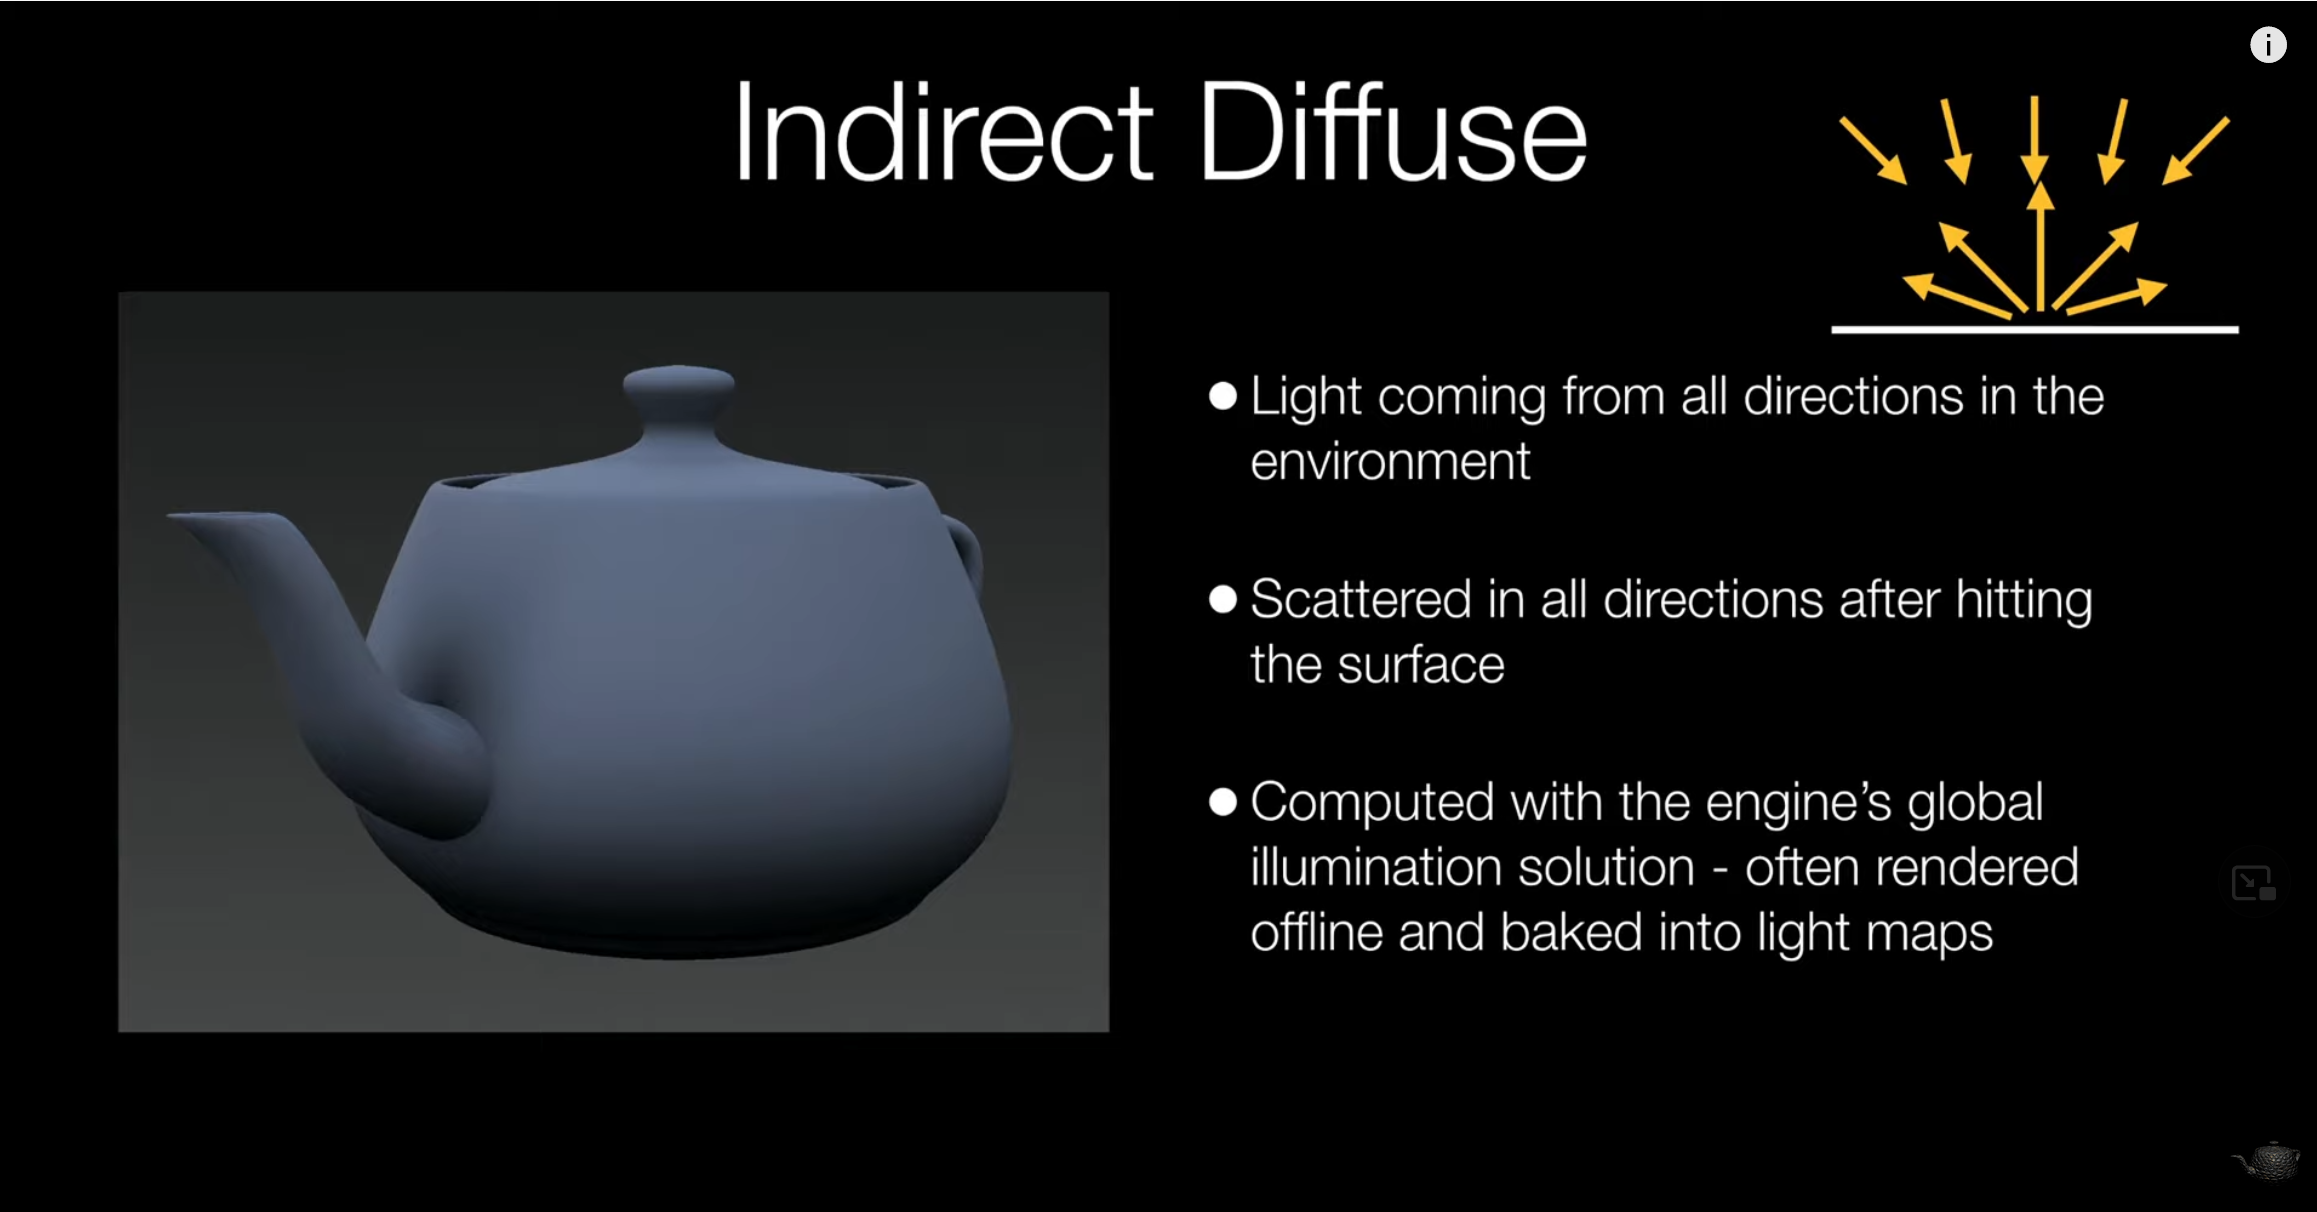 Indirect Diffuse
● Light coming from all directions in the
environment
● Scattered in all directions after hitting
the surface
● Computed with the engine’s global
illumination solution - often rendered
offline and baked into light maps